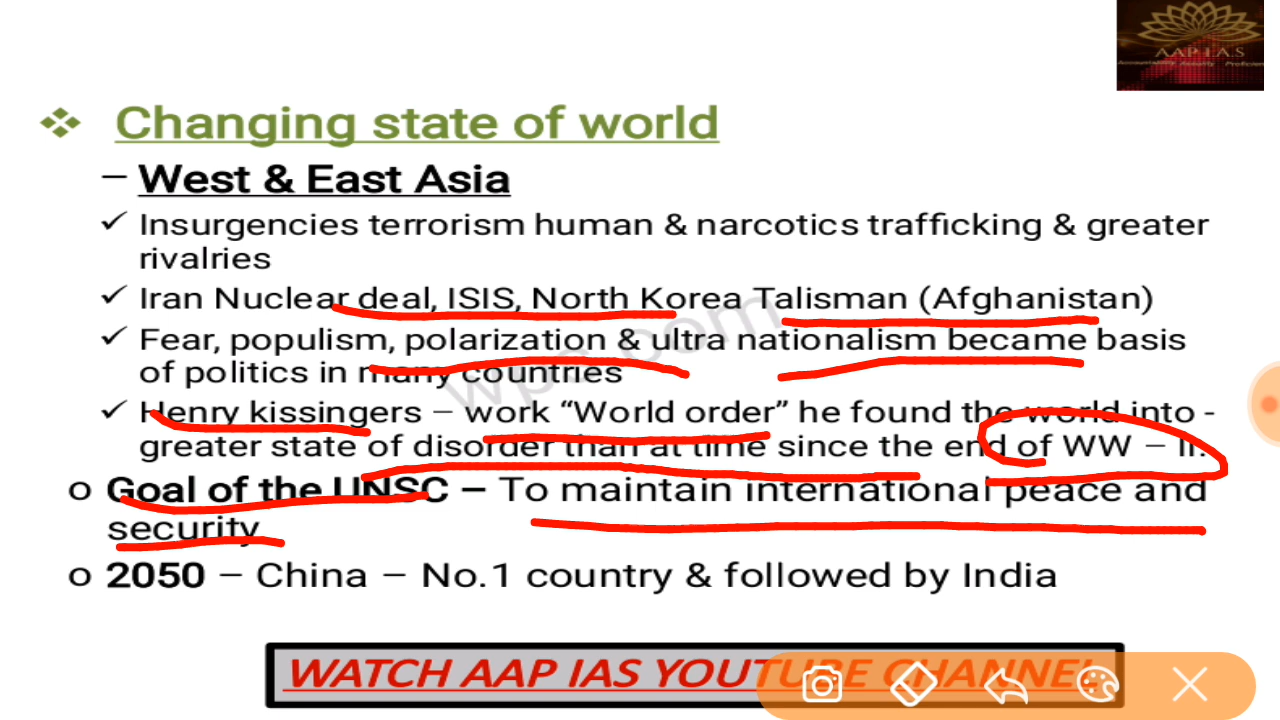 AAP I.A.S
❖ Changing state of world
– West & East Asia
✓ Insurgencies terrorism human & narcotics trafficking & greater
rivalries
✓ Iran Nuclear deal, ISIS, North Korea Talisman (Afghanistan)
✓ Fear, populism, polarization & ultra nationalism became basis
of politics in many countries
✓ Henry kissingers – work “World order” he found the world into -
greater state of disorder than at time since the end of WW – II.
o Goal of the UNSC – To maintain international peace and
security
o 2050 – China – No.1 country & followed by India
WATCH AAP IAS YOUTUBE CHANNEL